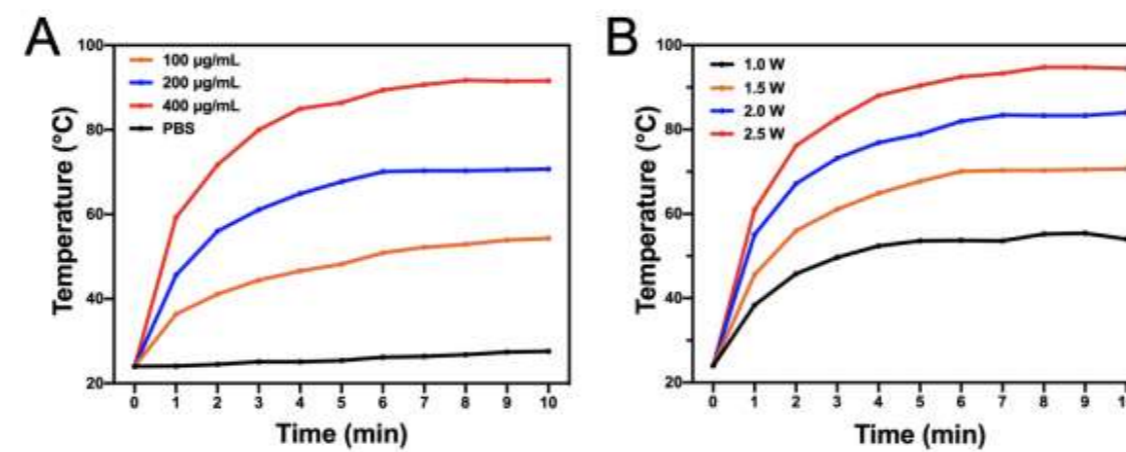 A
100
80
60
40
20
Temperature (°C)
100 µg/mL
200 µg/mL
400 µg/mL
PBS
0 1 2 3 4 5 6 7 8 9 10
Time (min)
B
100
80
60
40
20
Temperature (°C)
1.0 W
1.5 W
2.0 W
2.5 W
0 1 2 3 4 5 6 7 8 9
Time (min)